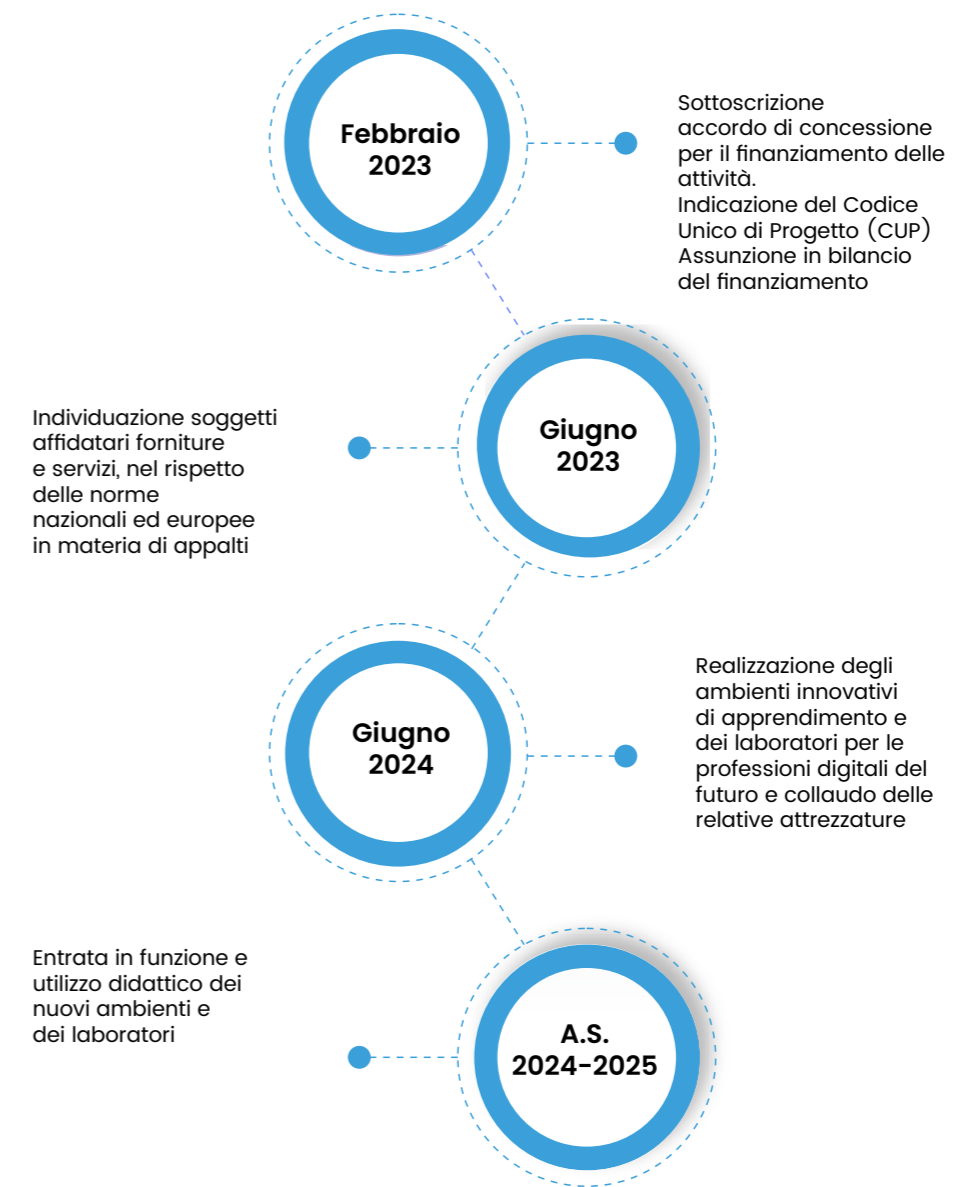 Febbraio
2023
Sottoscrizione
accordo di concessione
per il finanziamento delle
attività.
Indicazione del Codice
Unico di Progetto (CUP)
Assunzione in bilancio
del finanziamento
Giugno
2023
Individuazione soggetti
affidatari forniture
e servizi, nel rispetto
delle norme
nazionali ed europee
in materia di appalti
Giugno
2024
Realizzazione degli
ambienti innovativi
di apprendimento e
dei laboratori per le
professioni digitali del
futuro e collaudo delle
relative attrezzature
Entrata in funzione e
utilizzo didattico dei
nuovi ambienti e
dei laboratori
A.S.
2024-2025